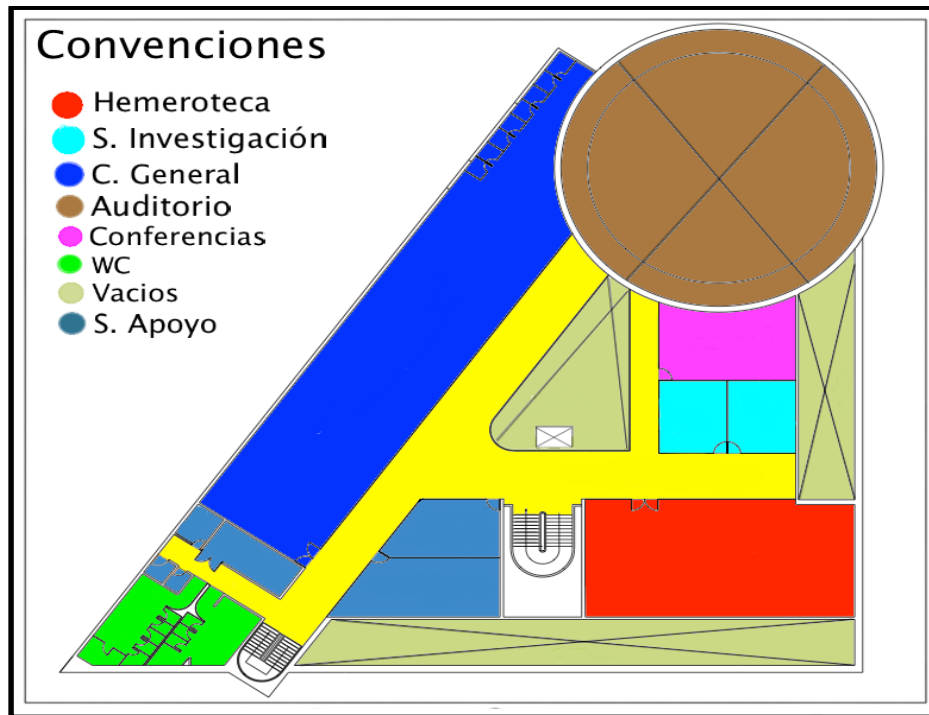 Convenciones
Hemeroteca
S. Investigación
C. General
Auditorio
Conferencias
WC
Vacios
S. Apoyo